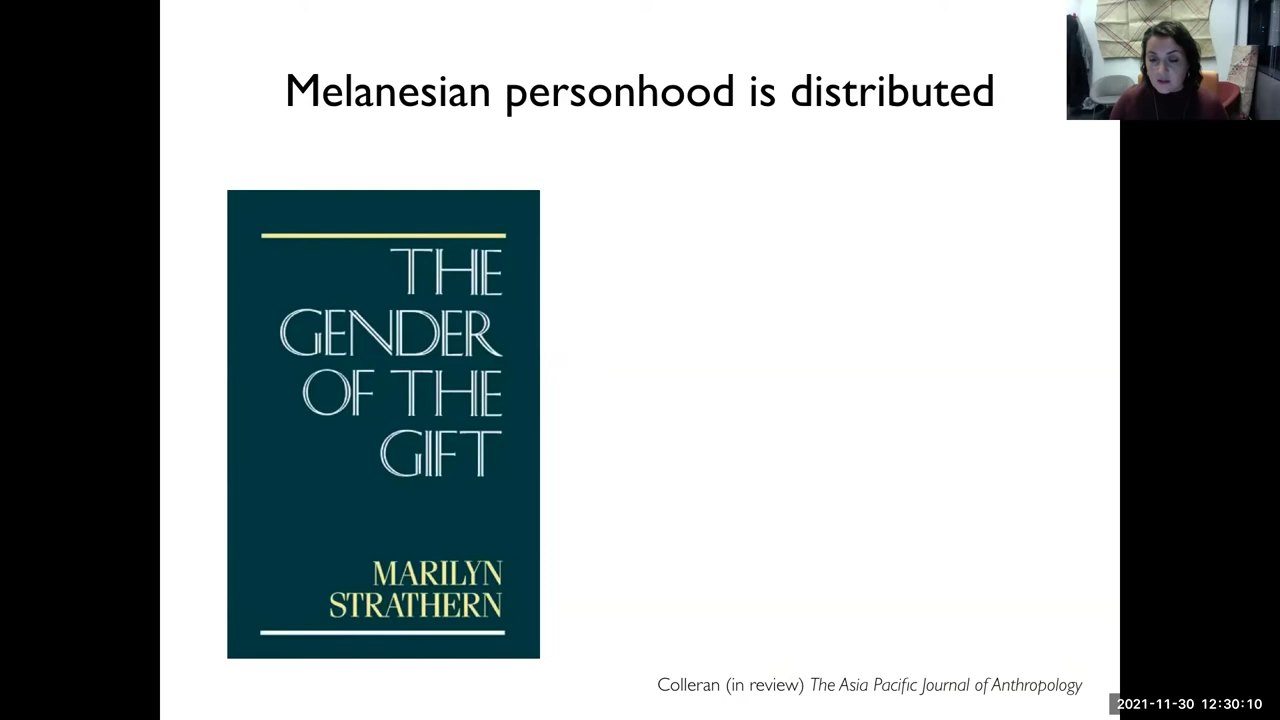 Melanesian personhood is distributed
THE
GENDER
OF THE
GIFT
MARILYN
STRATHERN
Colleran (in review) The Asia Pacific Journal of Anthropology
2021-11-30 12:30:10